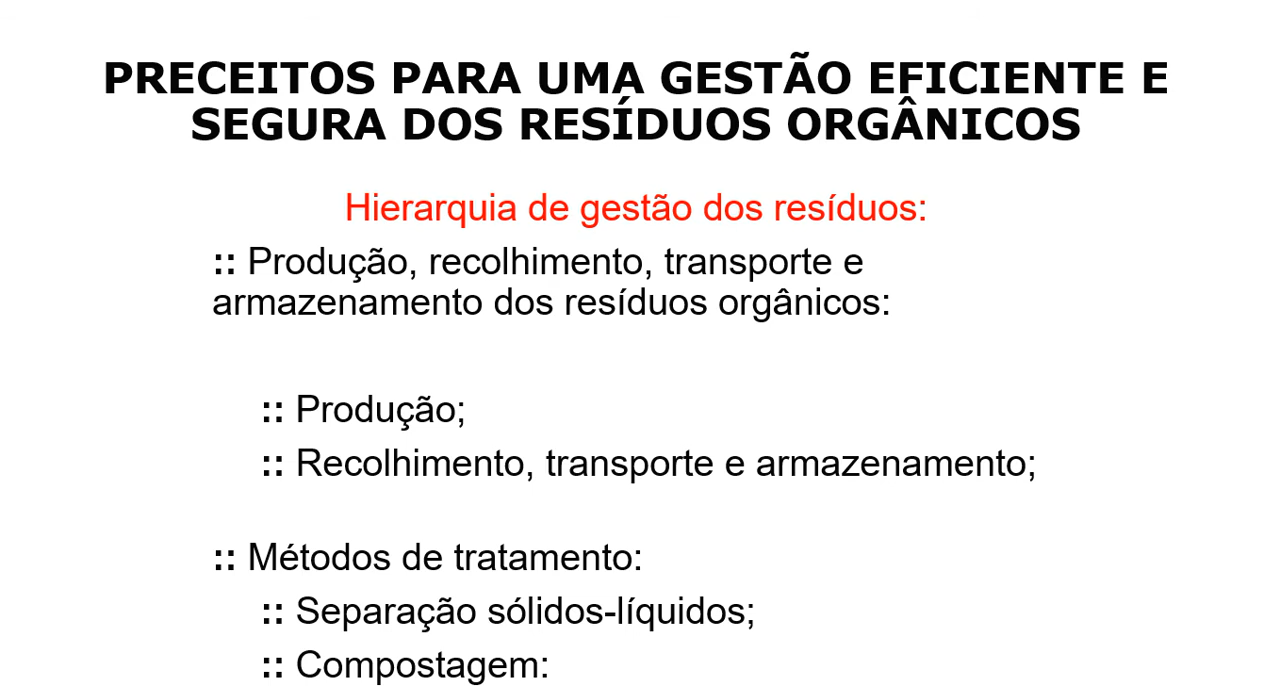 PRECEITOS PARA UMA GESTÃO EFICIENTE E
SEGURA DOS RESÍDUOS ORGÂNICOS
Hierarquia de gestão dos resíduos:
:: Produção, recolhimento, transporte e
armazenamento dos resíduos orgânicos:
:: Produção;
:: Recolhimento, transporte e armazenamento;
:: Métodos de tratamento:
:: Separação sólidos-líquidos;
:: Compostagem: